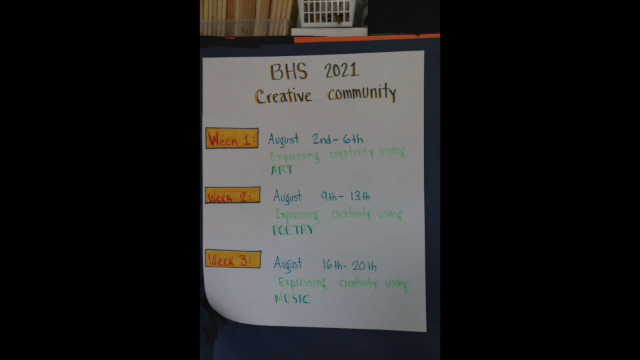 BHS 2021
Creative community
Week 1: August 2nd-6th
Expressing creativity using
ART
Week 2: August 9th-13th
Expressing creativity using
POETRY
Week 3: August 16th-20th
Expressing creativity using
MUSIC